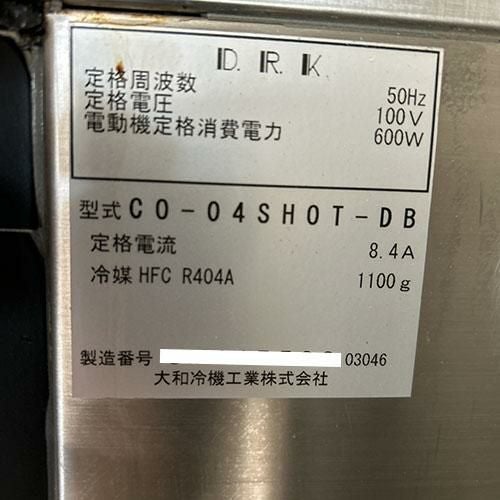 D. R. K.
定格周波数 50Hz
定格電圧 100V
電動機定格消費電力 600W
型式 CO-04SHOT-DB
定格電流 8.4A
冷媒 HFC R404A 1100g
製造番号 03046
大和冷機工業株式会社